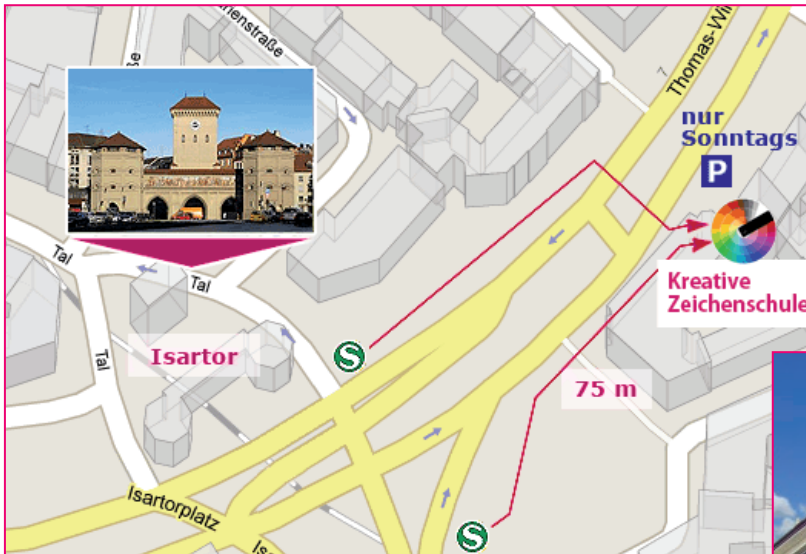 Thomas-Wi
nur
Sonntags
P
Tal
Tal
Tal
Kreative
Zeichenschule
Isartor
S
75 m
Isartorplatz
S